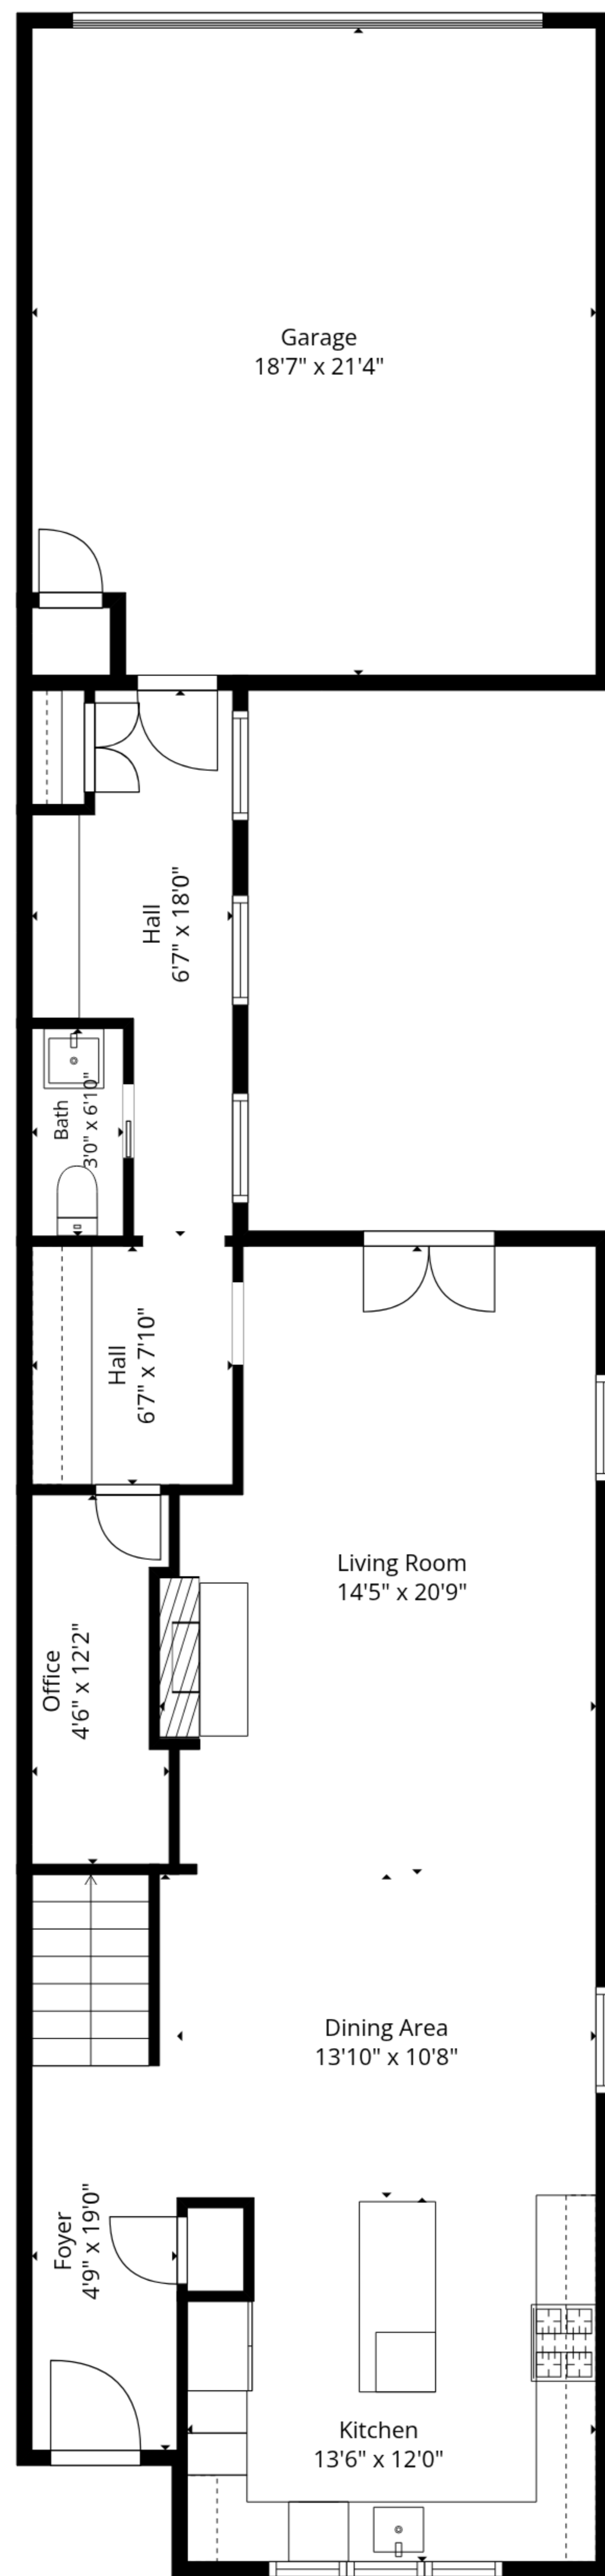 Garage
18'7" x 21'4"
Hall
6'7" x 18'0"
Bath
3'0" x 6'10"
Hall
6'7" x 7'10"
Living Room
14'5" x 20'9"
Office
4'6" x 12'2"
Dining Area
13'10" x 10'8"
Foyer
4'9" x 19'0"
Kitchen
13'6" x 12'0"